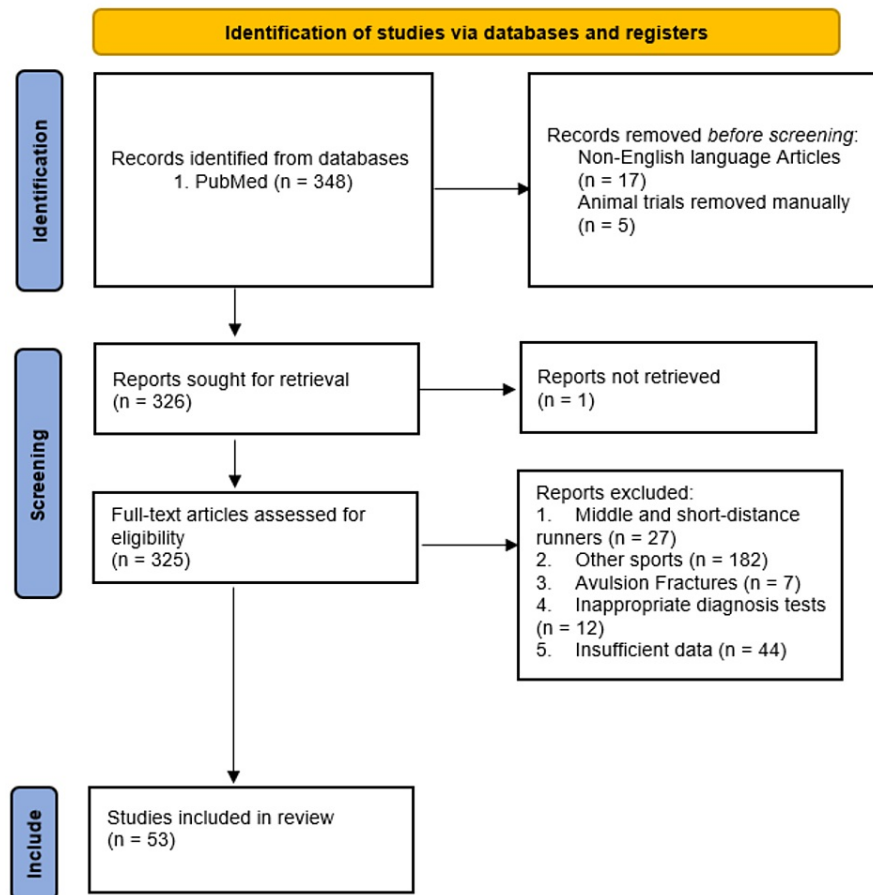 Identification of studies via databases and registers
Identification
Records identified from databases
1. PubMed (n = 348)
Records removed before screening:
Non-English language Articles
(n = 17)
Animal trials removed manually
(n = 5)
Screening
Reports sought for retrieval
(n = 326)
Reports not retrieved
(n = 1)
Full-text articles assessed for
eligibility
(n = 325)
Reports excluded:
1. Middle and short-distance
runners (n = 27)
2. Other sports (n = 182)
3. Avulsion Fractures (n = 7)
4. Inappropriate diagnosis tests
(n = 12)
5. Insufficient data (n = 44)
Include
Studies included in review
(n = 53)